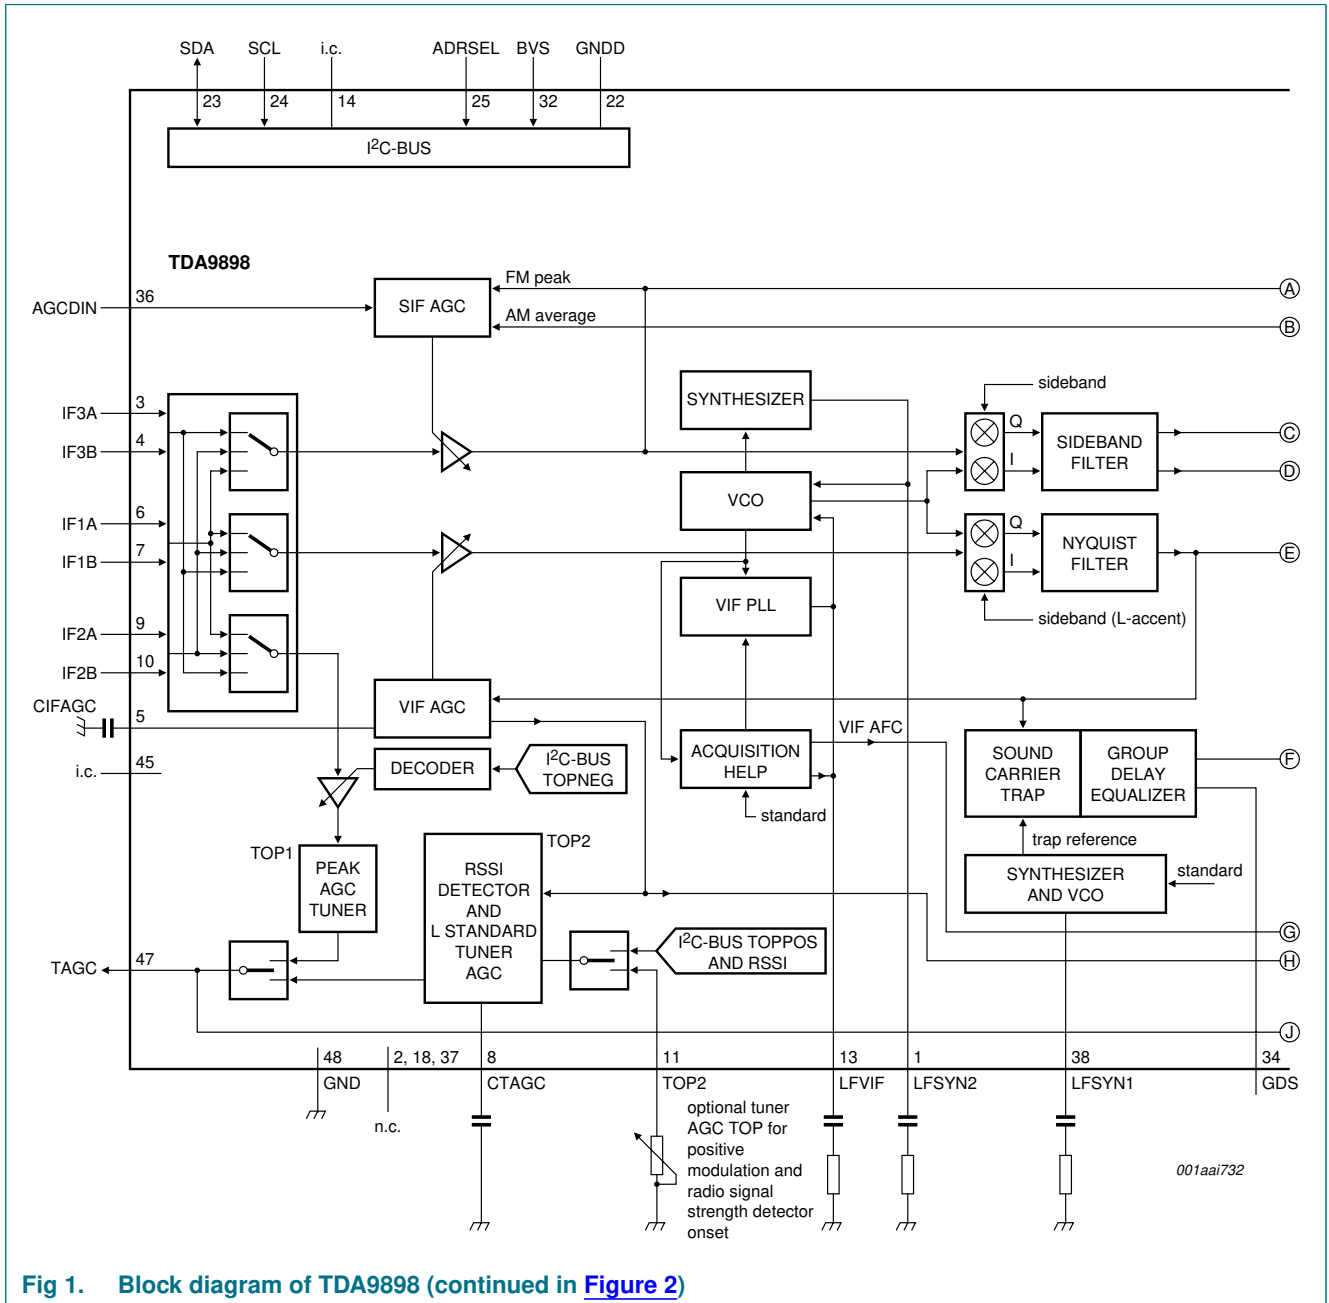 SDA SCL i.c. ADRSEL BVS GNDD
23 24 14 25 32 22
I2C-BUS
TDA9898
AGCDIN 36
SIF AGC
FM peak
A
AM average
B
IF3A 3
IF3B 4
IF1A 6
IF1B 7
IF2A 9
IF2B 10
CIFAGC
5
i.c. 45
SYNTHESIZER
VCO
VIF PLL
ACQUISITION
HELP
standard
VIF AFC
sideband
Q
I
SIDEBAND
FILTER
C
D
Q
I
NYQUIST
FILTER
E
sideband (L-accent)
VIF AGC
DECODER
I2C-BUS
TOPNEG
SOUND
CARRIER
TRAP
GROUP
DELAY
EQUALIZER
F
trap reference
SYNTHESIZER
AND VCO
standard
TOP1
PEAK
AGC
TUNER
TOP2
RSSI
DETECTOR
AND
L STANDARD
TUNER
AGC
I2C-BUS TOPPOS
AND RSSI
G
H
TAGC 47
J
48 2, 18, 37 8 11 13 1 38 34
GND CTAGC TOP2 LFVIF LFSYN2 LFSYN1 GDS
n.c.
optional tuner
AGC TOP for
positive
modulation and
radio signal
strength detector
onset
001aai732
Fig 1. Block diagram of TDA9898 (continued in Figure 2)